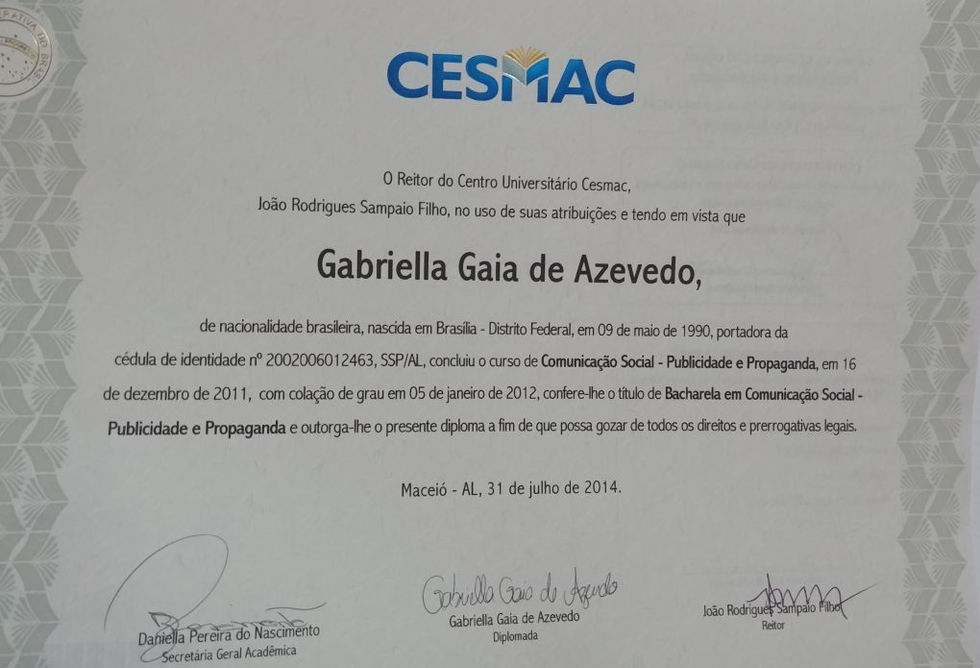 CESMAC
O Reitor do Centro Universitário Cesmac,
João Rodrigues Sampaio Filho, no uso de suas atribuições e tendo em vista que
Gabriella Gaia de Azevedo,
de nacionalidade brasileira, nascida em Brasília - Distrito Federal, em 09 de maio de 1990, portadora da
cédula de identidade nº 2002006012463, SSP/AL, concluiu o curso de Comunicação Social - Publicidade e Propaganda, em 16
de dezembro de 2011, com colação de grau em 05 de janeiro de 2012, confere-lhe o título de Bacharela em Comunicação Social -
Publicidade e Propaganda e outorga-lhe o presente diploma a fim de que possa gozar de todos os direitos e prerrogativas legais.
Maceió - AL, 31 de julho de 2014.
Gabriella Gaia de Azevedo
Daniella Pereira do Nascimento
Secretária Geral Acadêmica
Gabriella Gaia de Azevedo
Diplomada
João Rodrigues Sampaio Filho
Reitor